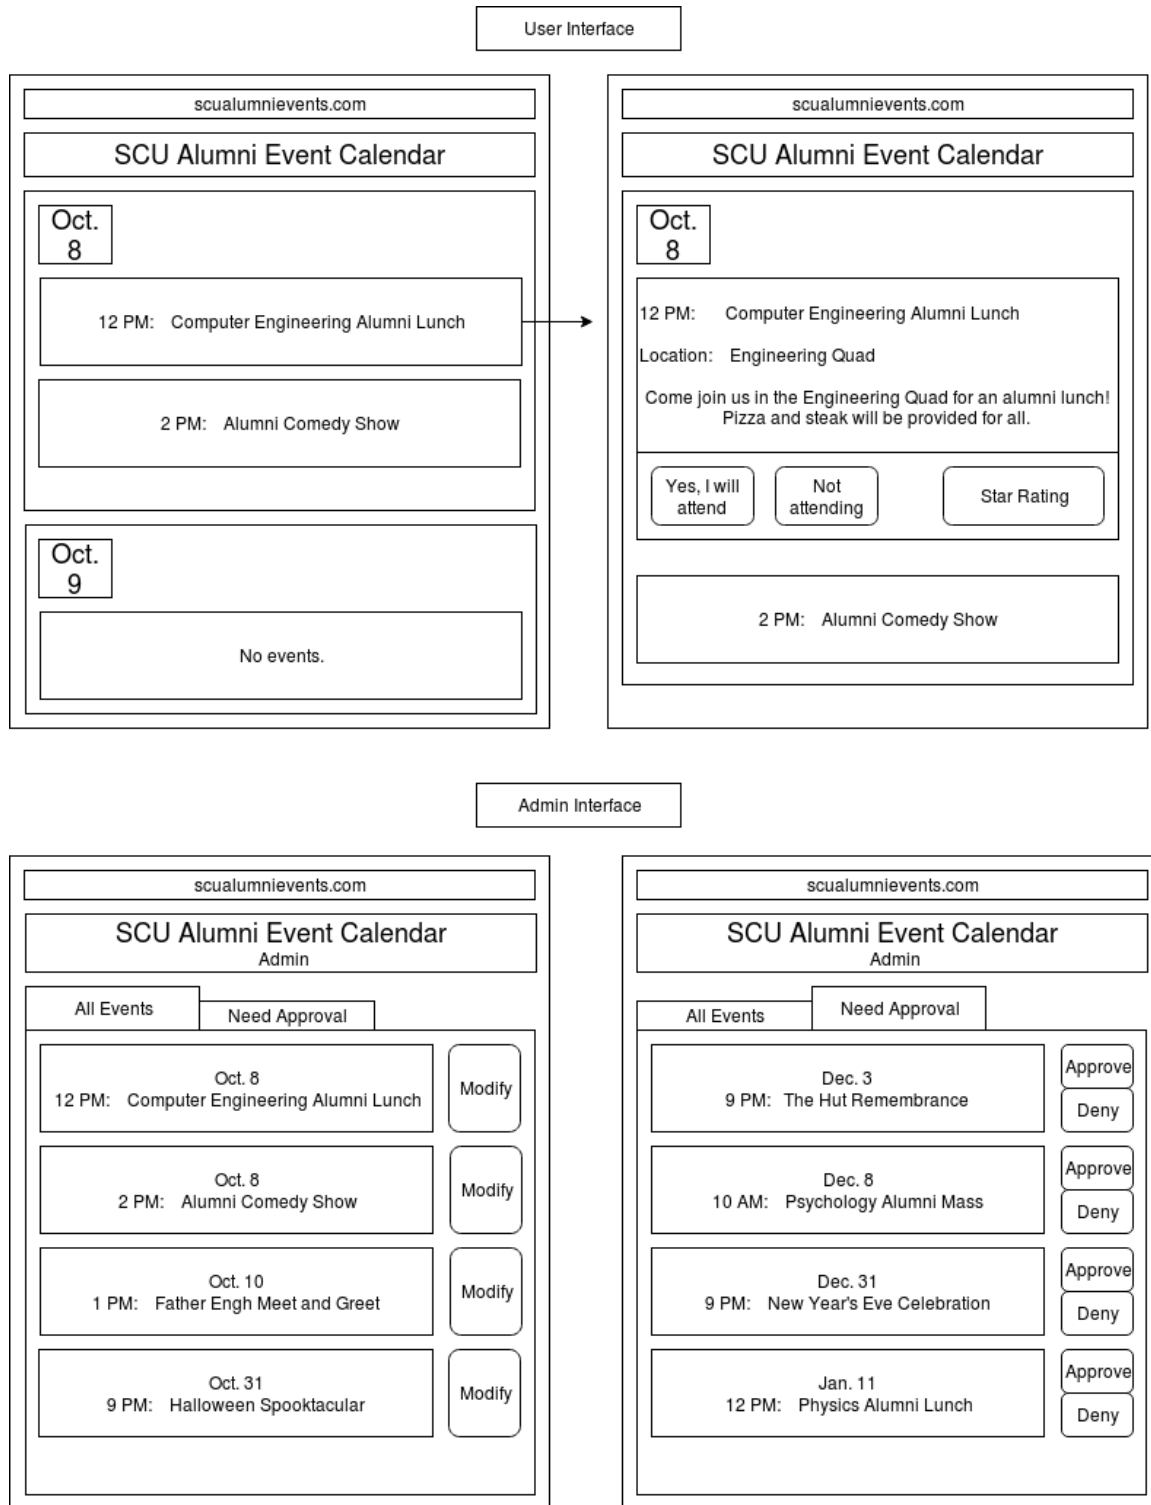 User Interface
scualumnievents.com
SCU Alumni Event Calendar
Oct.
8
12 PM: Computer Engineering Alumni Lunch
2 PM: Alumni Comedy Show
Oct.
9
No events.
scualumnievents.com
SCU Alumni Event Calendar
Oct.
8
12 PM: Computer Engineering Alumni Lunch
Location: Engineering Quad
Come join us in the Engineering Quad for an alumni lunch!
Pizza and steak will be provided for all.
Yes, I will
attend
Not
attending
Star Rating
2 PM: Alumni Comedy Show
Admin Interface
scualumnievents.com
SCU Alumni Event Calendar
Admin
All Events
Need Approval
Oct. 8
12 PM: Computer Engineering Alumni Lunch
Modify
Oct. 8
2 PM: Alumni Comedy Show
Modify
Oct. 10
1 PM: Father Engh Meet and Greet
Modify
Oct. 31
9 PM: Halloween Spooktacular
Modify
scualumnievents.com
SCU Alumni Event Calendar
Admin
All Events
Need Approval
Dec. 3
9 PM: The Hut Remembrance
Approve
Deny
Dec. 8
10 AM: Psychology Alumni Mass
Approve
Deny
Dec. 31
9 PM: New Year's Eve Celebration
Approve
Deny
Jan. 11
12 PM: Physics Alumni Lunch
Approve
Deny